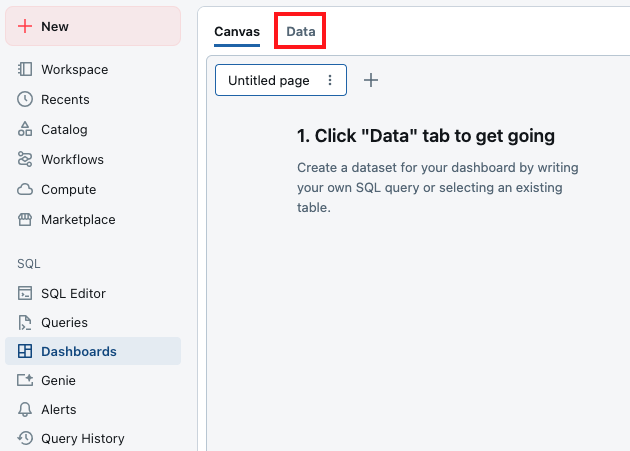 New
Workspace
Recents
Catalog
Workflows
Compute
Marketplace
SQL
SQL Editor
Queries
Dashboards
Genie
Alerts
Query History
Canvas
Data
Untitled page
1. Click "Data" tab to get going
Create a dataset for your dashboard by writing
your own SQL query or selecting an existing
table.